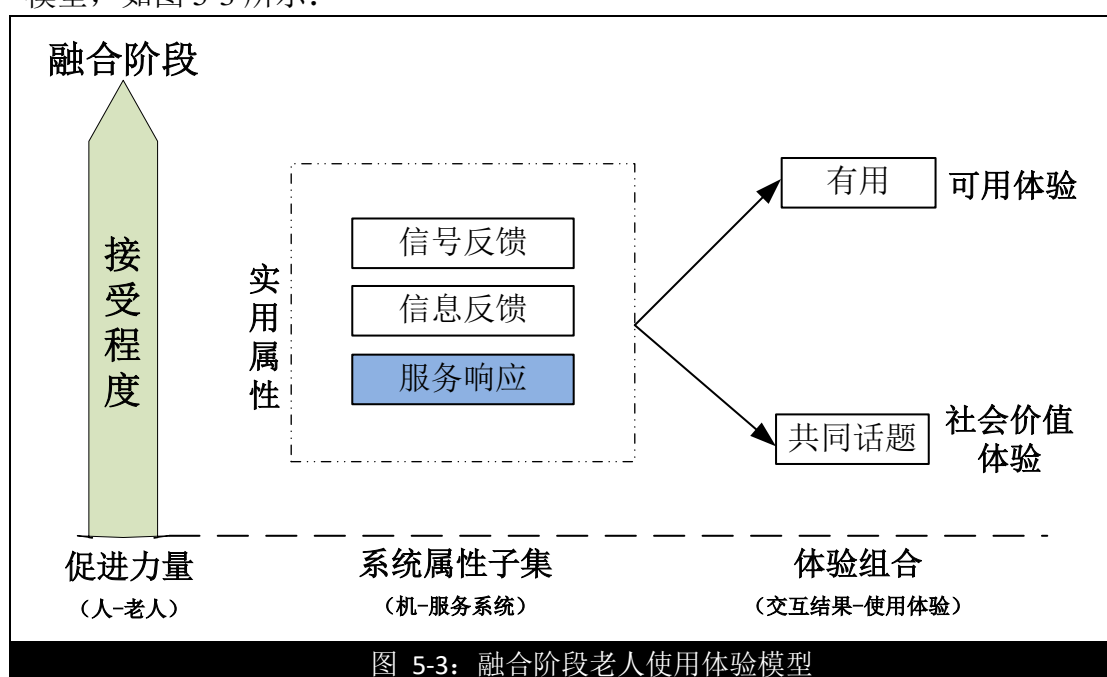 模型，如图 5-3 所示：
融合阶段
接受程度
实用属性
信号反馈
信息反馈
服务响应
有用
可用体验
共同话题
社会价值
体验
促进力量
（人-老人）
系统属性子集
（机-服务系统）
体验组合
（交互结果-使用体验）
图 5-3：融合阶段老人使用体验模型